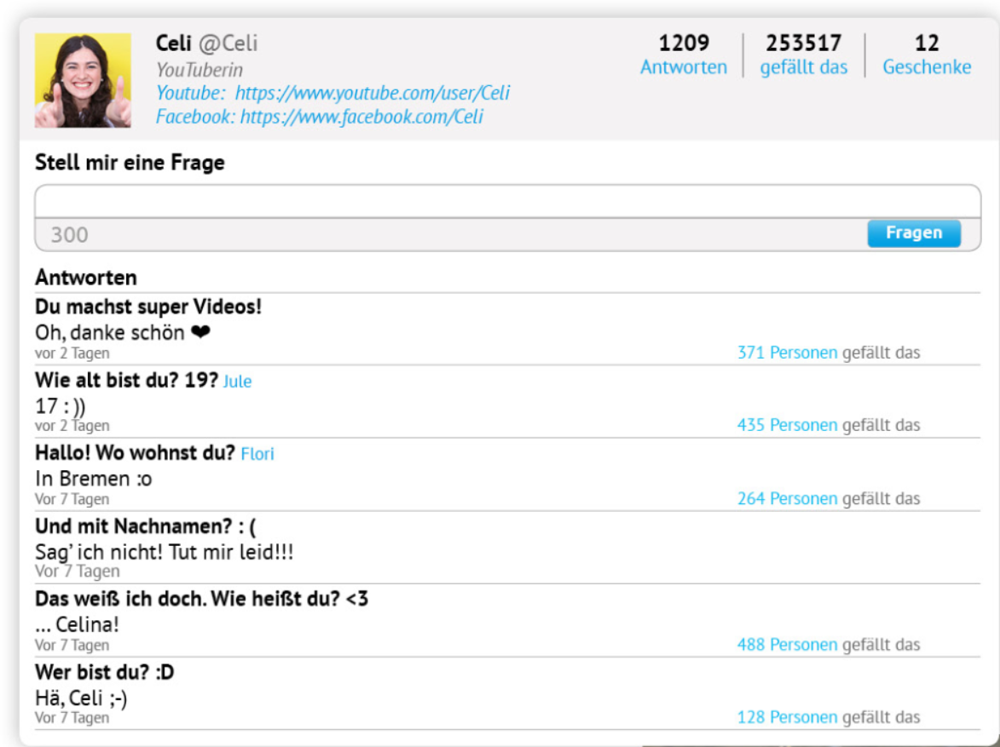 Celi @Celi
YouTuberin
Youtube: https://www.youtube.com/user/Celi
Facebook: https://www.facebook.com/Celi
1209 253517 12
Antworten gefällt das Geschenke
Stell mir eine Frage
300 Fragen
Antworten
Du machst super Videos!
Oh, danke schön ❤
vor 2 Tagen 371 Personen gefällt das
Wie alt bist du? 19? Jule
17 : ))
vor 2 Tagen 435 Personen gefällt das
Hallo! Wo wohnst du? Flori
In Bremen :o
Vor 7 Tagen 264 Personen gefällt das
Und mit Nachnamen? : (
Sag’ ich nicht! Tut mir leid!!!
Vor 7 Tagen
Das weiß ich doch. Wie heißt du? <3
... Celina!
Vor 7 Tagen 488 Personen gefällt das
Wer bist du? :D
Hä, Celi ;-)
Vor 7 Tagen 128 Personen gefällt das